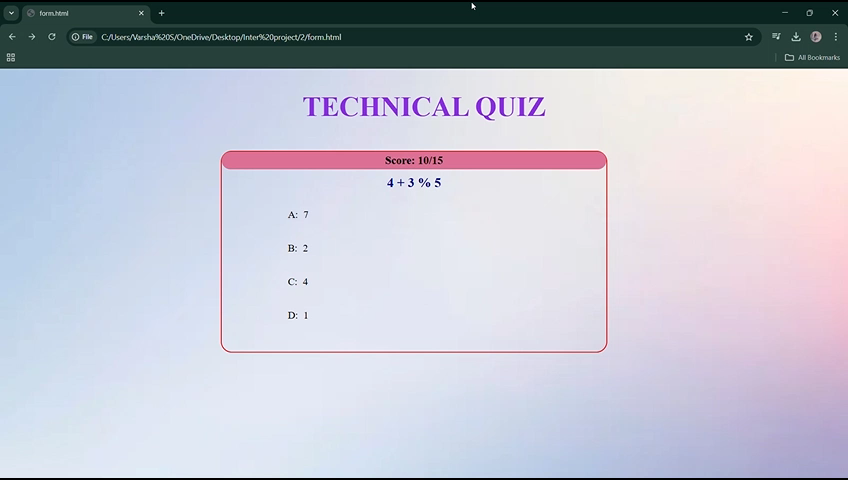 form.html
File
C:/Users/Varsha%20S/OneDrive/Desktop/Inter%20project/2/form.html
All Bookmarks
TECHNICAL QUIZ
Score: 10/15
4 + 3 % 5
A: 7
B: 2
C: 4
D: 1